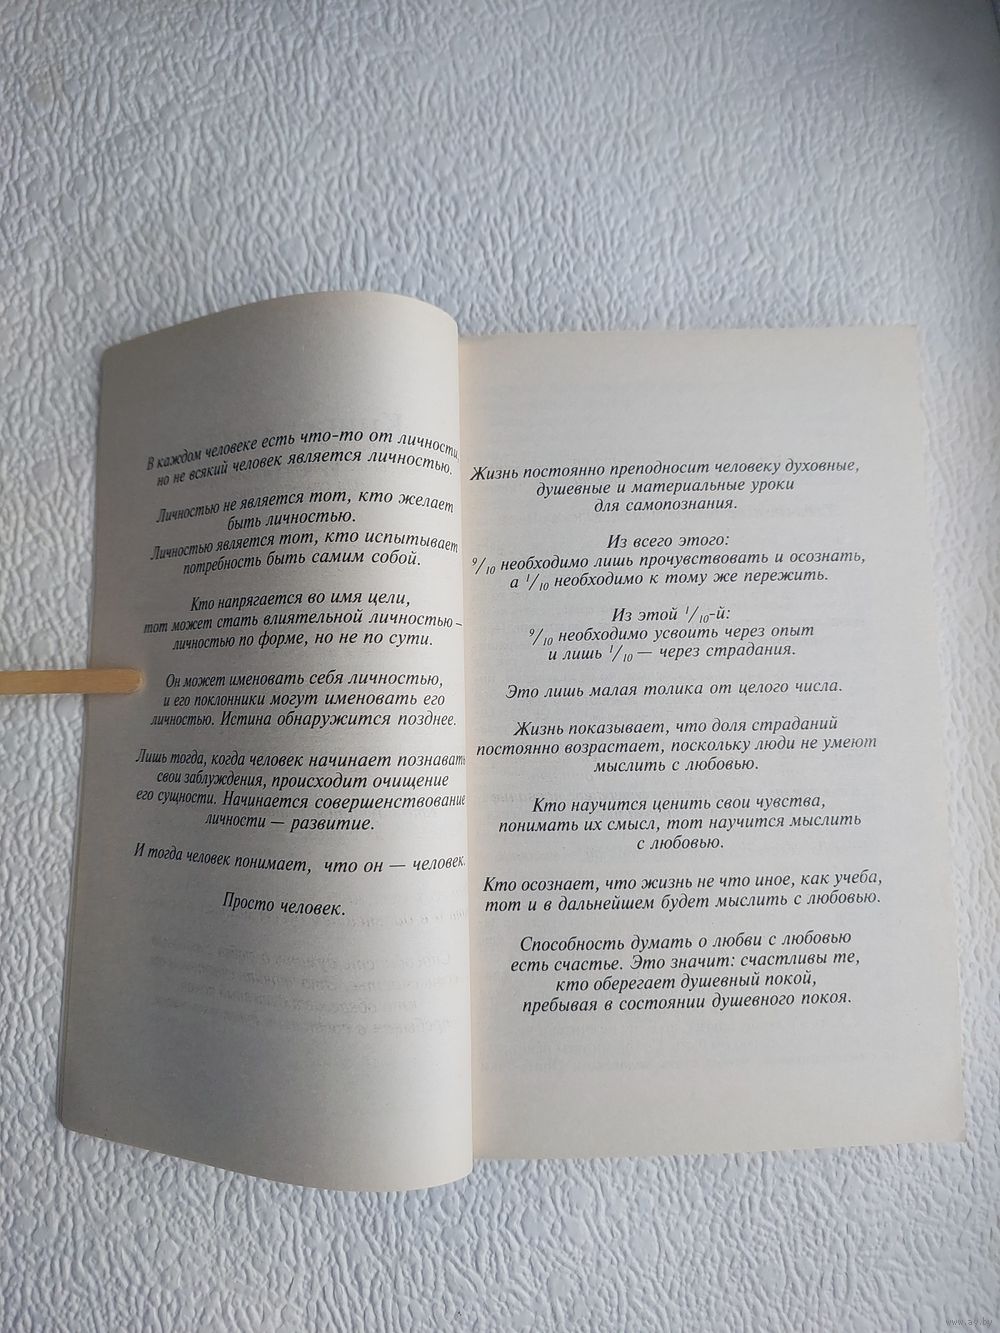 В каждом человеке есть что-то от личности,
но не всякий человек является личностью.
Личностью не является тот, кто желает
быть личностью.
Личностью является тот, кто испытывает
потребность быть самим собой.
Кто напрягается во имя цели,
тот может стать влиятельной личностью –
личностью по форме, но не по сути.
Он может именовать себя личностью,
и его поклонники могут именовать его
личностью. Истина обнаружится позднее.
Лишь тогда, когда человек начинает познавать
свои заблуждения, происходит очищение
его сущности. Начинается совершенствование
личности — развитие.
И тогда человек понимает, что он — человек.
Просто человек.
Жизнь постоянно преподносит человеку духовные,
душевные и материальные уроки
для самопознания.
Из всего этого:
9/10 необходимо лишь прочувствовать и осознать,
а 1/10 необходимо к тому же пережить.
Из этой 1/10-й:
9/10 необходимо усвоить через опыт
и лишь 1/10 — через страдания.
Это лишь малая толика от целого числа.
Жизнь показывает, что доля страданий
постоянно возрастает, поскольку люди не умеют
мыслить с любовью.
Кто научится ценить свои чувства,
понимать их смысл, тот научится мыслить
с любовью.
Кто осознает, что жизнь не что иное, как учеба,
тот и в дальнейшем будет мыслить с любовью.
Способность думать о любви с любовью
есть счастье. Это значит: счастливы те,
кто оберегает душевный покой,
пребывая в состоянии душевного покоя.
www.ay.by